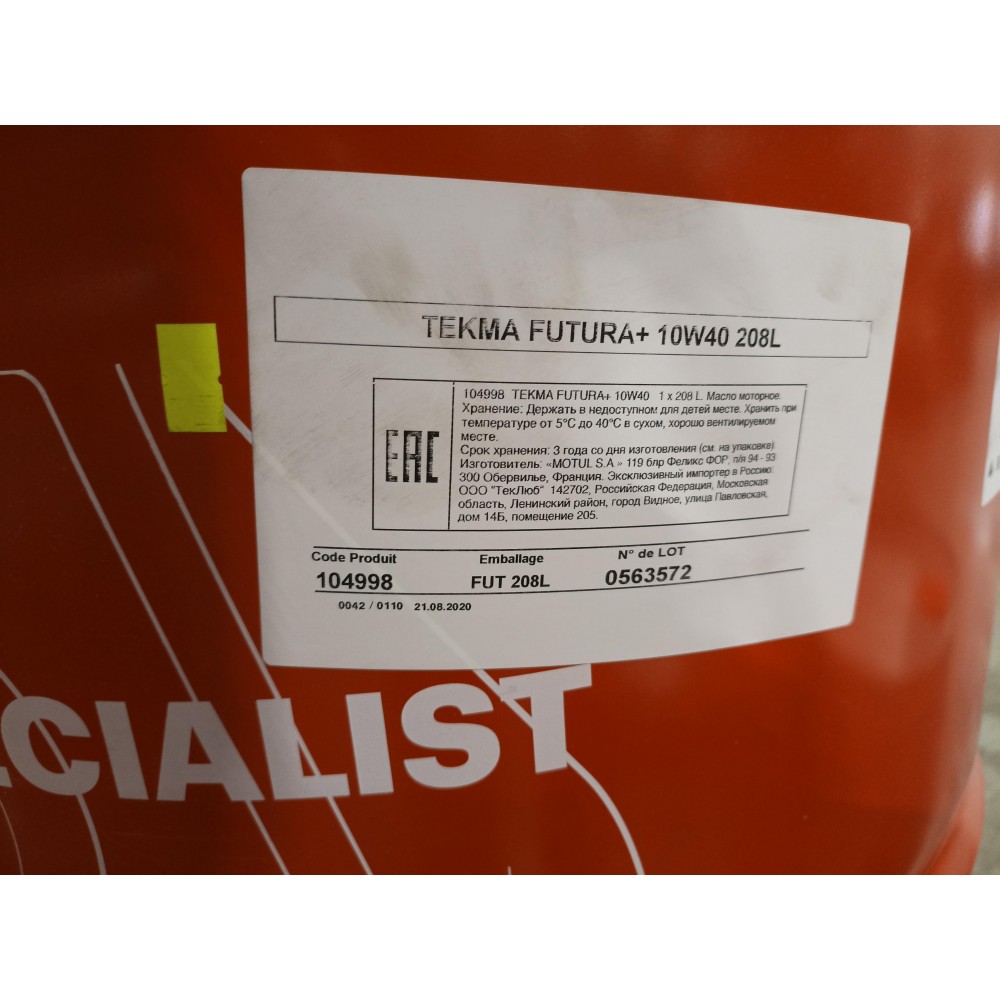 TEKMA FUTURA+ 10W40 208L
EAC
104998 TEKMA FUTURA+ 10W40 1 x 208 L. Масло моторное.
Хранение: Держать в недоступном для детей месте. Хранить при
температуре от 5°C до 40°C в сухом, хорошо вентилируемом
месте.
Срок хранения: 3 года со дня изготовления (см. на упаковке).
Изготовитель: «MOTUL S.A.» 119 блр Феликс ФОР, п/я 94 - 93
300 Обервилье, Франция. Эксклюзивный импортер в Россию:
ООО "ТекЛюб" 142702, Российская Федерация, Московская
область, Ленинский район, город Видное, улица Павловская,
дом 14Б, помещение 205.
Code Produit Emballage N° de LOT
104998 FUT 208L 0563572
0042 / 0110 21.08.2020
CIALIST